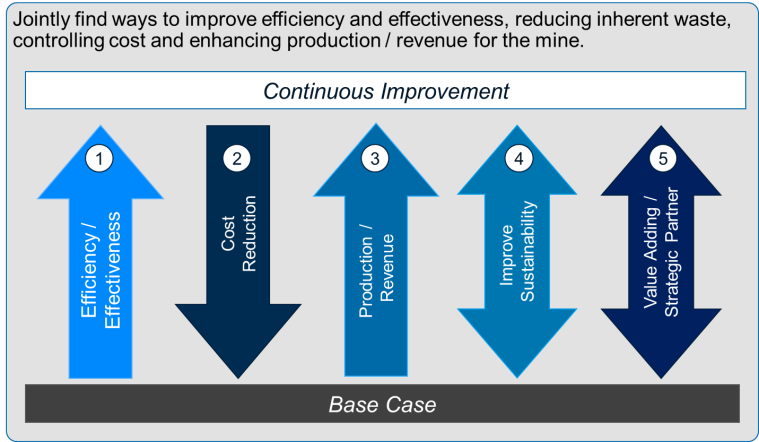 Jointly find ways to improve efficiency and effectiveness, reducing inherent waste,
controlling cost and enhancing production / revenue for the mine.
Continuous Improvement
1
Efficiency /
Effectiveness
2
Cost
Reduction
3
Production /
Revenue
4
Improve
Sustainability
5
Value Adding /
Strategic Partner
Base Case